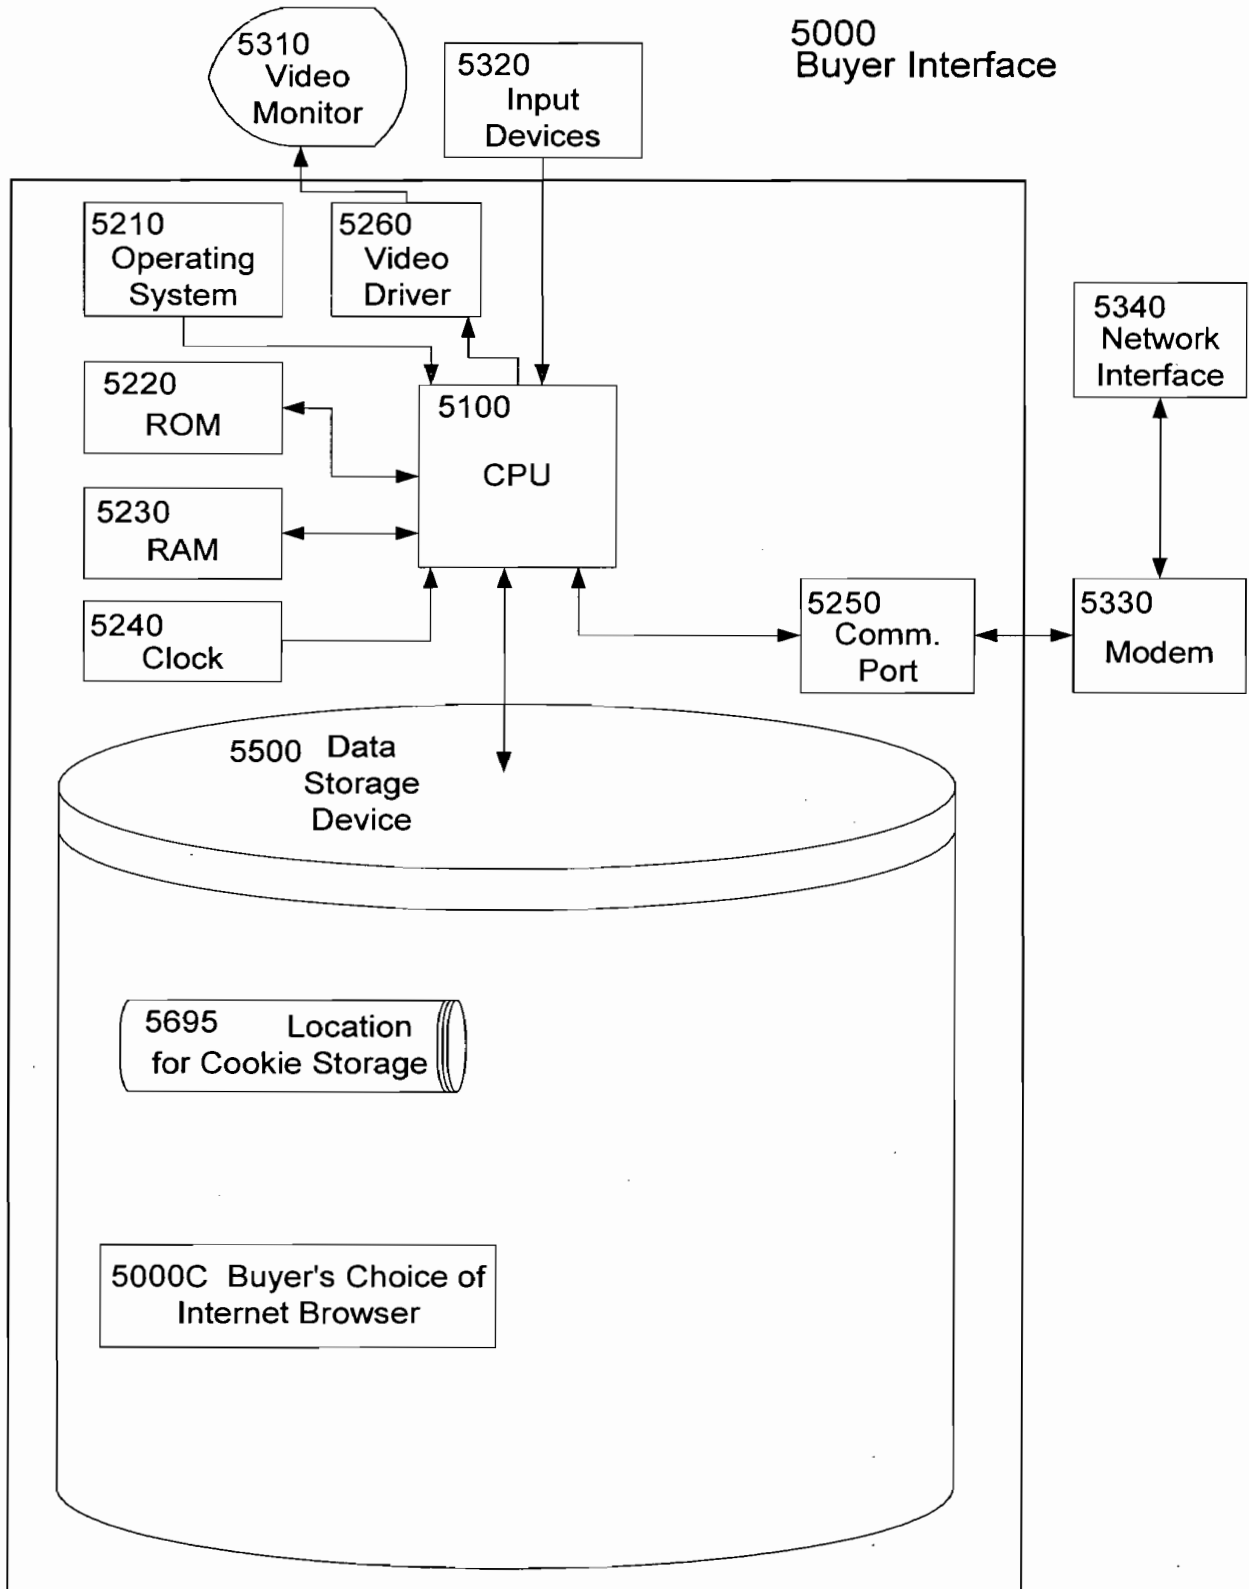 5000
Buyer Interface
5310
Video
Monitor
5320
Input
Devices
5210
Operating
System
5260
Video
Driver
5340
Network
Interface
5220
ROM
5100
CPU
5230
RAM
5240
Clock
5250
Comm.
Port
5330
Modem
5500 Data
Storage
Device
5695 Location
for Cookie Storage
5000C Buyer's Choice of
Internet Browser